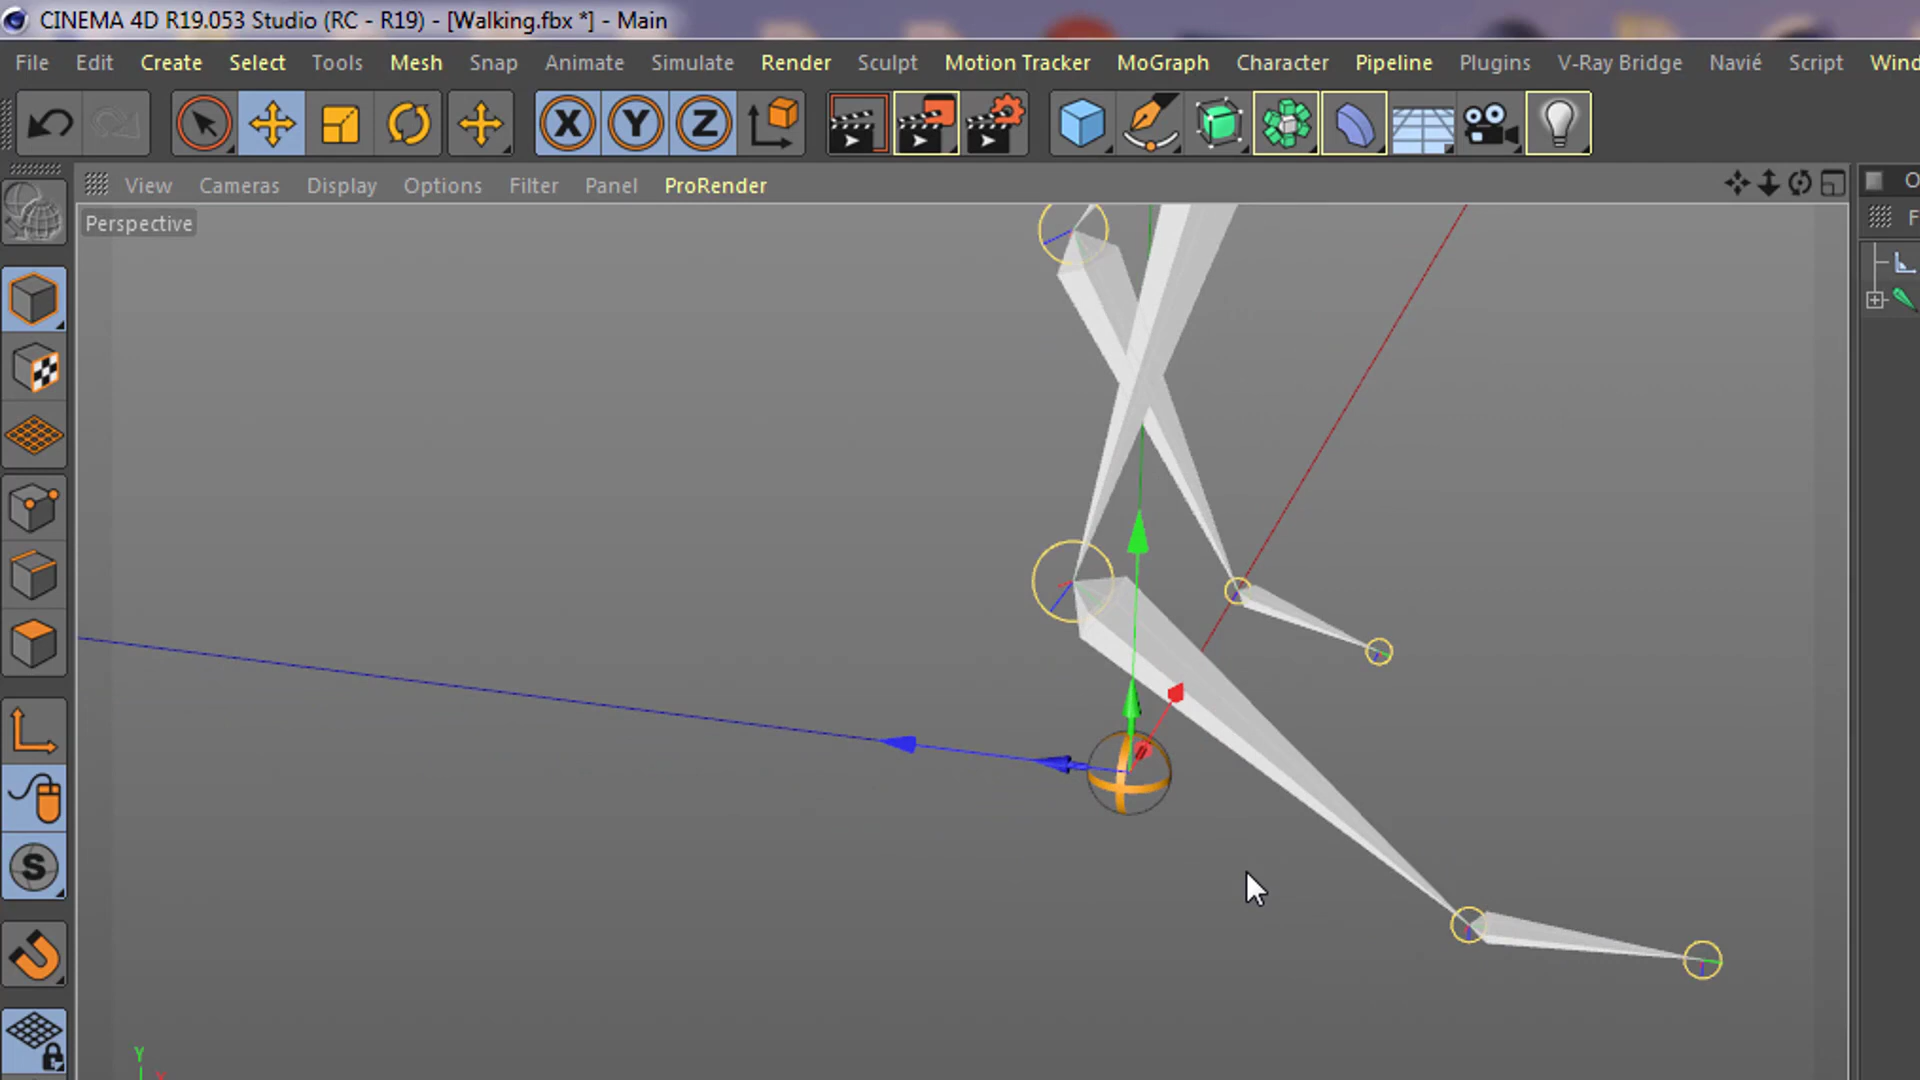 CINEMA 4D R19.053 Studio (RC - R19) - [Walking.fbx *] - Main
File Edit Create Select Tools Mesh Snap Animate Simulate Render Sculpt Motion Tracker MoGraph Character Pipeline Plugins V-Ray Bridge Navié Script Wind
X Y Z
View Cameras Display Options Filter Panel ProRender
O
F
Perspective
S
Y